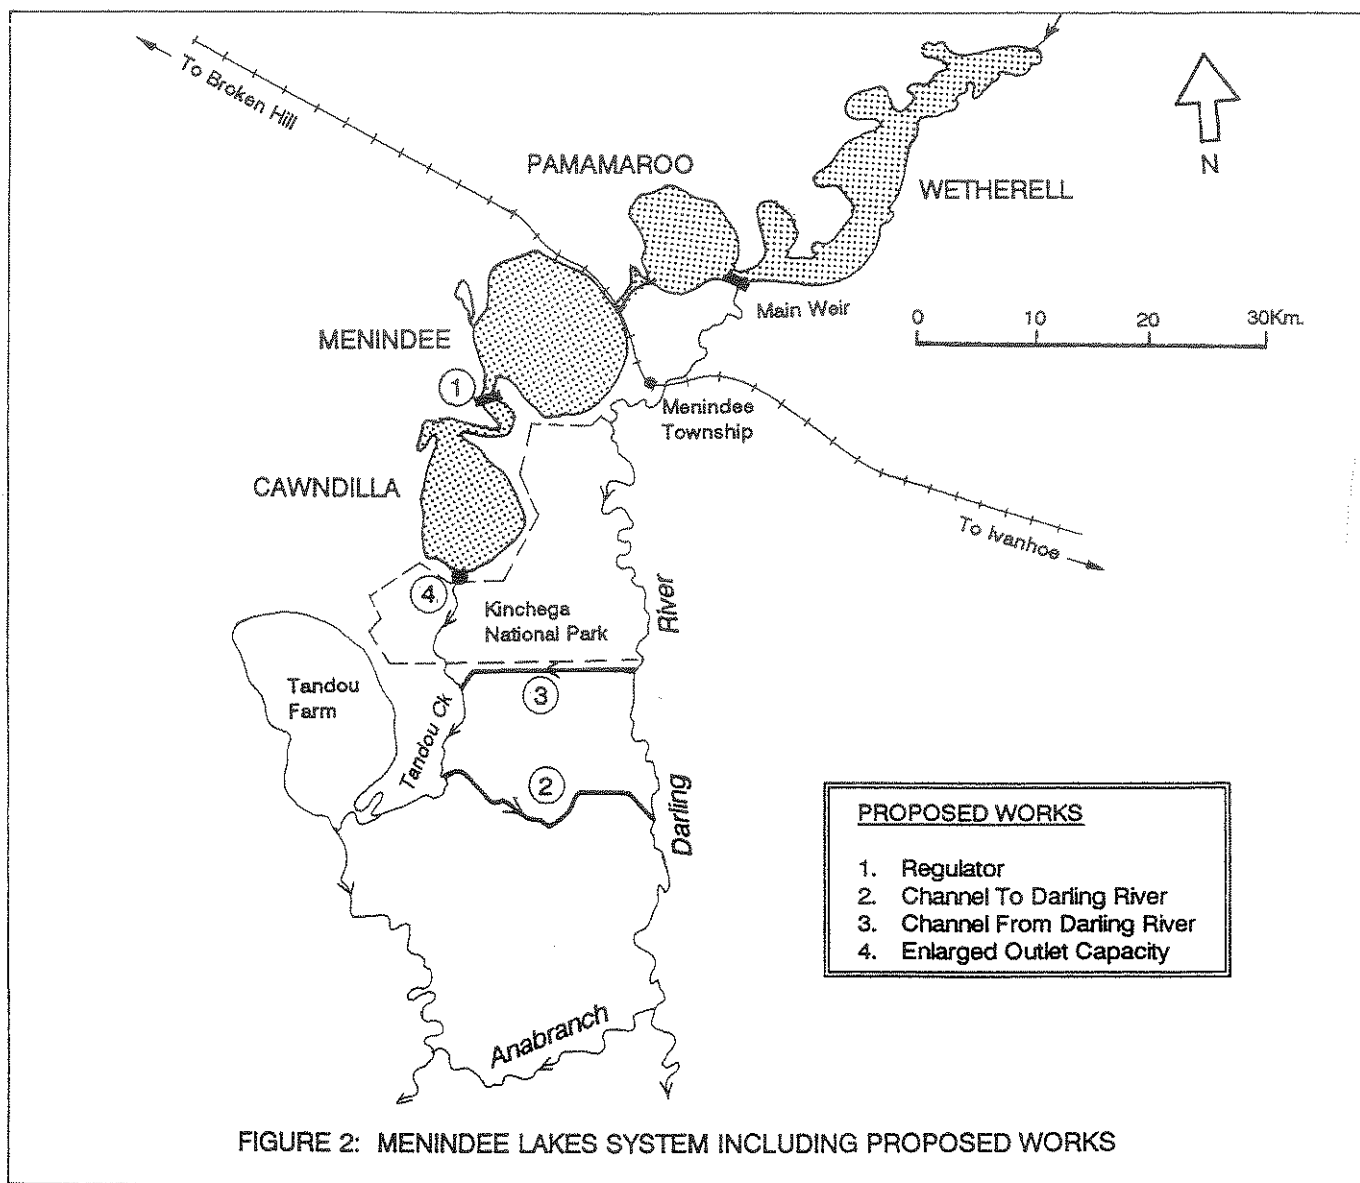 To Broken Hill
PAMAMAROO
WETHERELL
N
MENINDEE
Main Weir
0 10 20 30Km.
1
Menindee
Township
CAWNDILLA
To Ivanhoe
4
Kinchega
National Park
River
Tandou
Farm
3
Tandou Ck
2
Darling
PROPOSED WORKS
1. Regulator
2. Channel To Darling River
3. Channel From Darling River
4. Enlarged Outlet Capacity
Anabranch
FIGURE 2: MENINDEE LAKES SYSTEM INCLUDING PROPOSED WORKS